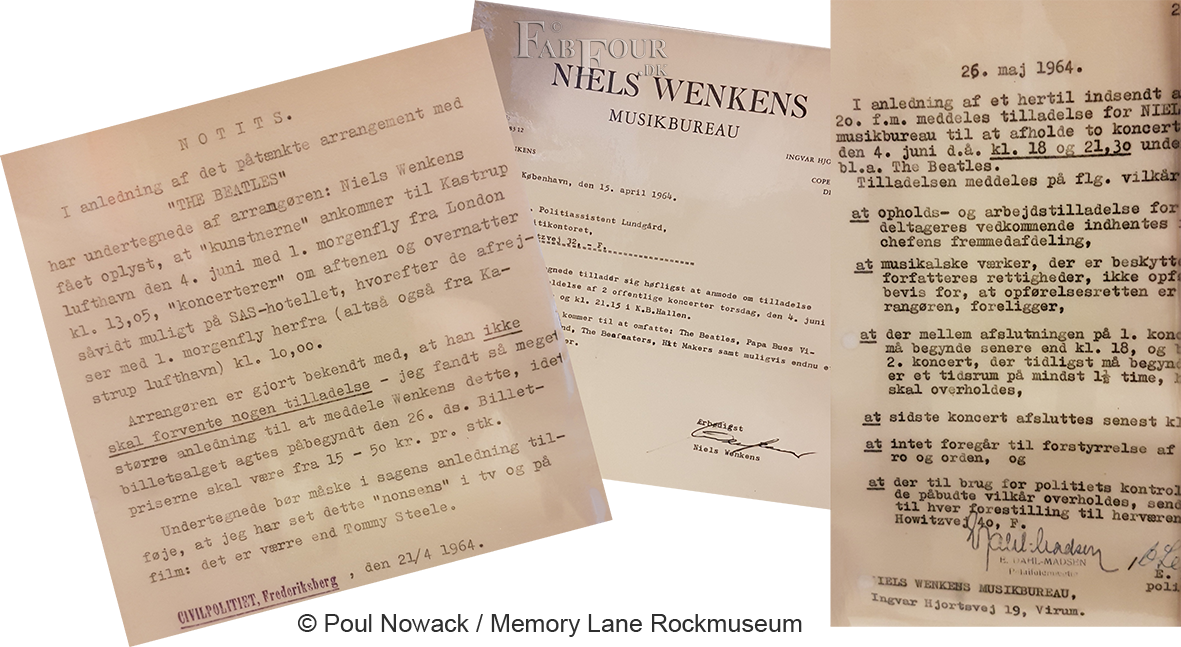 NOTITS.
I anledning af det påtænkte arrangement med
"THE BEATLES"
har undertegnede af arrangøren: Niels Wenkens
fået oplyst, at "kunstnerne" ankommer til Kastrup
lufthavn den 4. juni med 1. morgenfly fra London
kl. 13,05, "koncerterer" om aftenen og overnatter
såvidt muligt på SAS-hotellet, hvorefter de afrej-
ser med 1. morgenfly herfra (altså også fra Ka-
strup lufthavn) kl. 10,00.
Arrangøren er gjort bekendt med, at han ikke
skal forvente nogen tilladelse - jeg fandt så meget
større anledning til at meddele Wenkens dette, idet
billetsalget agtes påbegyndt den 26. ds. Billet-
priserne skal være fra 15 - 50 kr. pr. stk.
Undertegnede bør måske i sagens anledning til-
føje, at jeg har set dette "nonsens" i tv og på
film: det er værre end Tommy Steele.
CIVILPOLITIET, Frederiksberg, den 21/4 1964.
©
FABFOUR
.DK
NIELS WENKENS
MUSIKBUREAU
INGVAR HJO
COPE
København, den 15. april 1964.
Politiassistent Lundgård,
tikontoret,
gnede tillader sig høfligst at anmode om tilladelse
oldelse af 2 offentlige koncerter torsdag, den 4. juni
og kl. 21.15 i K.B.Hallen.
kommer til at omfatte: The Beatles, Papa Bues Vi-
nd, The Beefeaters, Hit Makers samt muligvis endnu e
er.
Ærbødigst
Niels Wenkens
2
26. maj 1964.
I anledning af et hertil indsendt a
20. f.m. meddeles tilladelse for NIEL
musikbureau til at afholde to koncert
den 4. juni d.å. kl. 18 og 21,30 unde
bl.a. The Beatles.
Tilladelsen meddeles på flg. vilkår
at opholds- og arbejdstilladelse for
deltageres vedkommende indhentes
chefens fremmedafdeling,
at musikalske værker, der er beskytte
forfatteres rettigheder, ikke opf
bevis for, at opførelsesretten er
rangøren, foreligger,
at der mellem afslutningen på 1. konc
må begynde senere end kl. 18, og
2. koncert, der tidligst må begynd
er et tidsrum på mindst 1½ time,
skal overholdes,
at sidste koncert afsluttes senest kl
at intet foregår til forstyrrelse af
ro og orden, og
at der til brug for politiets kontrol
de påbudte vilkår overholdes, send
til hver forestilling til herværen
Howitzvej 30, F.
E. DAHL-MADSEN
E.
poli
NIELS WENKENS MUSIKBUREAU,
Ingvar Hjortsvej 19, Virum.
© Poul Nowack / Memory Lane Rockmuseum